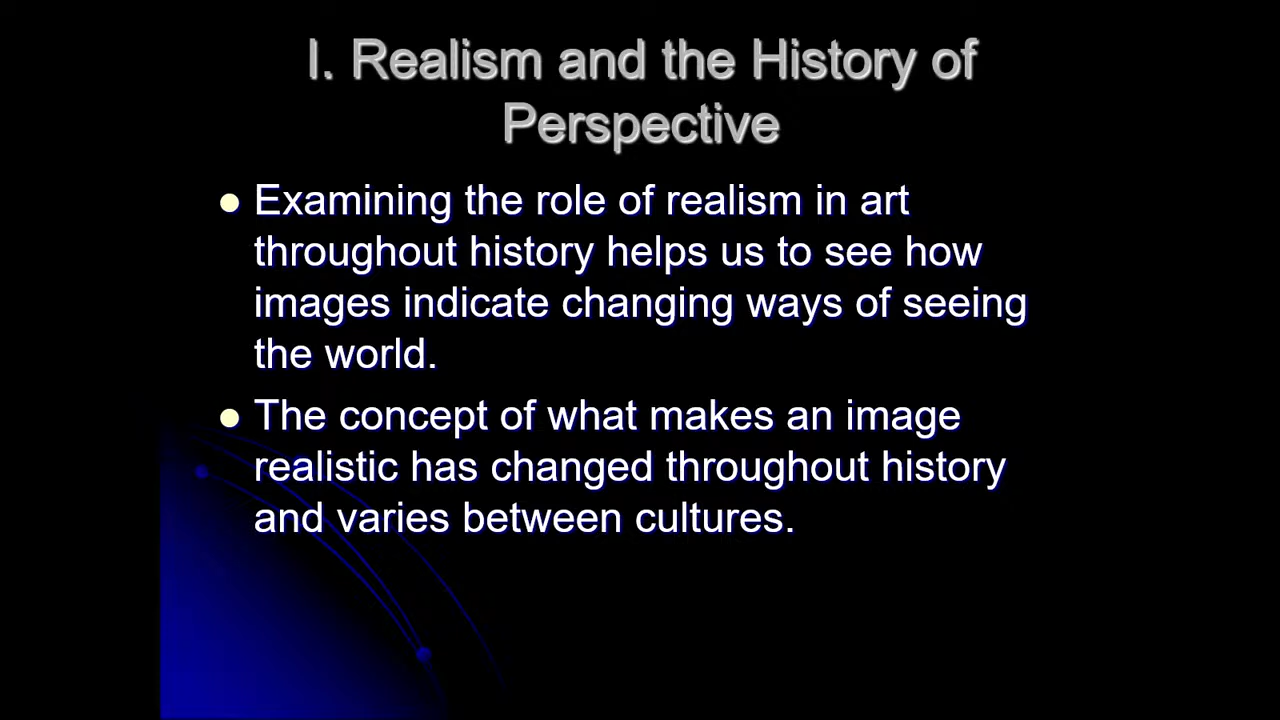 I. Realism and the History of
Perspective
Examining the role of realism in art
throughout history helps us to see how
images indicate changing ways of seeing
the world.
The concept of what makes an image
realistic has changed throughout history
and varies between cultures.